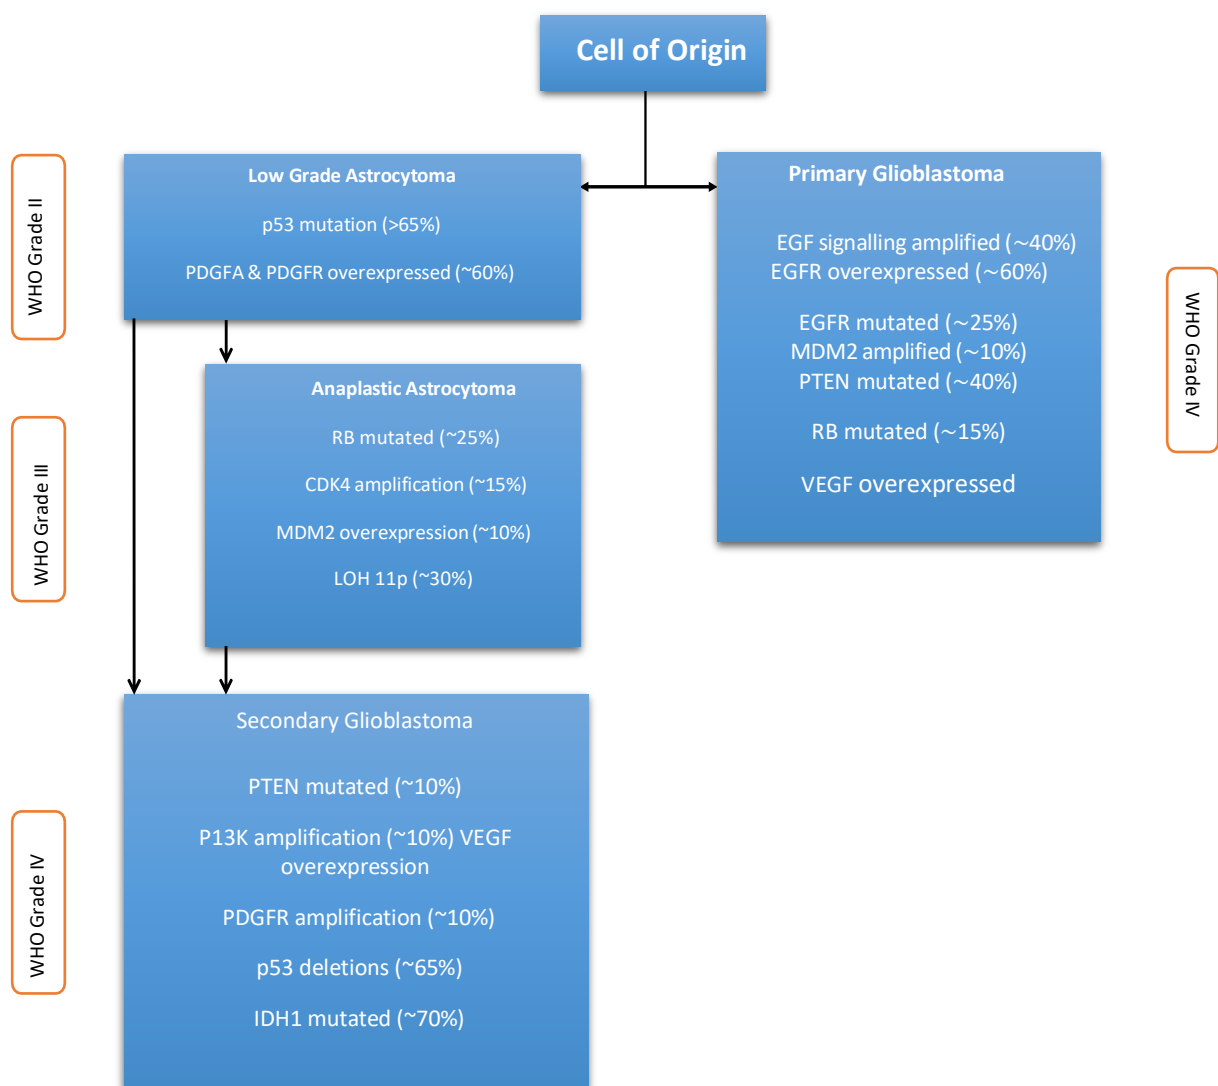 Cell of Origin
WHO Grade II
Low Grade Astrocytoma
p53 mutation (>65%)
PDGFA & PDGFR overexpressed (~60%)
Primary Glioblastoma
EGF signalling amplified (∼40%)
EGFR overexpressed (∼60%)
EGFR mutated (∼25%)
MDM2 amplified (∼10%)
PTEN mutated (∼40%)
RB mutated (∼15%)
VEGF overexpressed
WHO Grade IV
WHO Grade III
Anaplastic Astrocytoma
RB mutated (~25%)
CDK4 amplification (~15%)
MDM2 overexpression (~10%)
LOH 11p (~30%)
WHO Grade IV
Secondary Glioblastoma
PTEN mutated (~10%)
P13K amplification (~10%) VEGF
overexpression
PDGFR amplification (~10%)
p53 deletions (~65%)
IDH1 mutated (~70%)